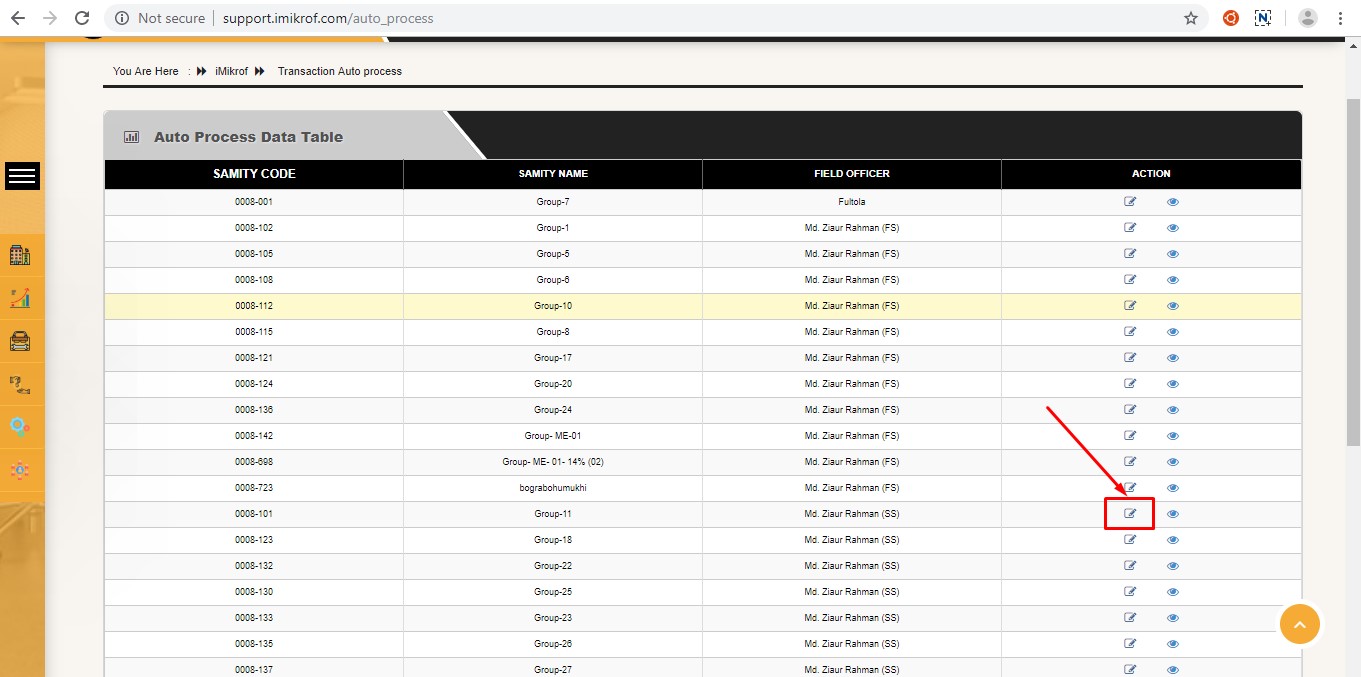 Not secure | support.imikrof.com/auto_process
You Are Here : iMikrof Transaction Auto process
Auto Process Data Table
SAMITY CODE SAMITY NAME FIELD OFFICER ACTION
0008-001 Group-7 Fultola
0008-102 Group-1 Md. Ziaur Rahman (FS)
0008-105 Group-5 Md. Ziaur Rahman (FS)
0008-108 Group-6 Md. Ziaur Rahman (FS)
0008-112 Group-10 Md. Ziaur Rahman (FS)
0008-115 Group-8 Md. Ziaur Rahman (FS)
0008-121 Group-17 Md. Ziaur Rahman (FS)
0008-124 Group-20 Md. Ziaur Rahman (FS)
0008-136 Group-24 Md. Ziaur Rahman (FS)
0008-142 Group- ME-01 Md. Ziaur Rahman (FS)
0008-698 Group- ME- 01- 14% (02) Md. Ziaur Rahman (FS)
0008-723 bograbohumukhi Md. Ziaur Rahman (FS)
0008-101 Group-11 Md. Ziaur Rahman (SS)
0008-123 Group-18 Md. Ziaur Rahman (SS)
0008-132 Group-22 Md. Ziaur Rahman (SS)
0008-130 Group-25 Md. Ziaur Rahman (SS)
0008-133 Group-23 Md. Ziaur Rahman (SS)
0008-135 Group-26 Md. Ziaur Rahman (SS)
0008-137 Group-27 Md. Ziaur Rahman (SS)